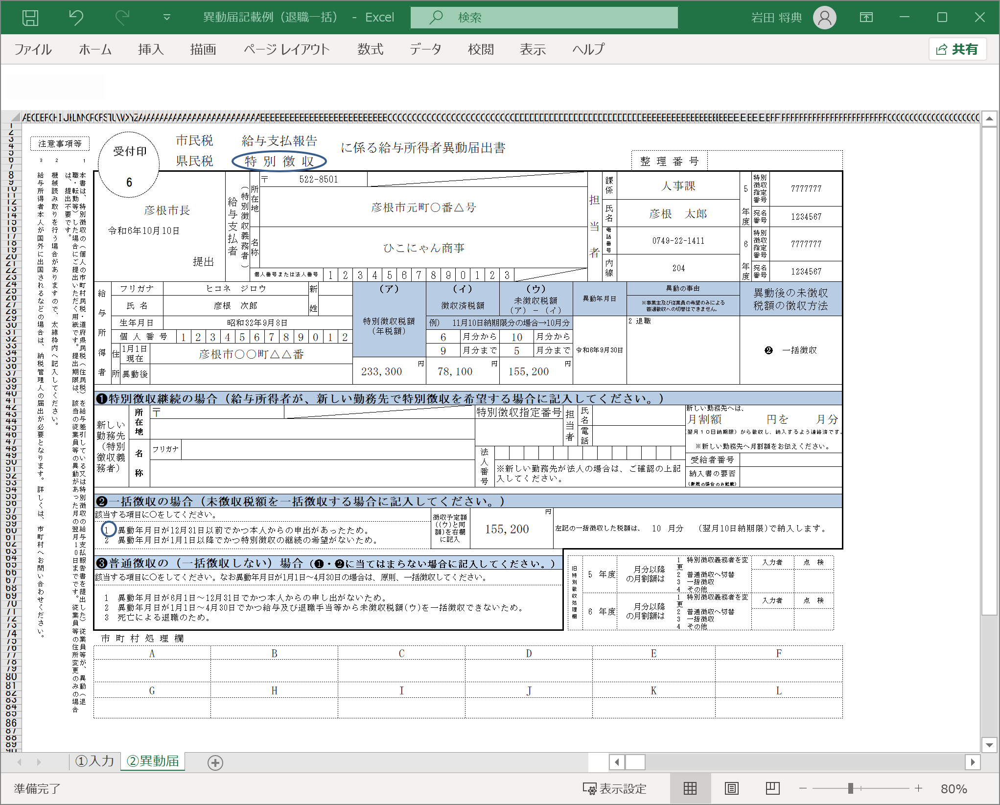 異動届記載例（退職一括） - Excel
検索
岩田 将典
ファイル ホーム 挿入 描画 ページ レイアウト 数式 データ 校閲 表示 ヘルプ 共有
注意事項等
1 本書は、特別徴収の（個人の市町村民税・道府県民税（住民税）を給与差引している又は特別徴収の給与支払報告書を提出した）従業員等が、異動（退職・転勤等）した場合にご提出いただく用紙です。提出期限は、該当の従業員等の異動があった月の翌月10日までです。従業員等の住所変更のみの場合は、提出不要です。
2 機械読み取りを行う場合がありますので、太線枠内へ記入してください。
3 給与所得者本人が国外に出国されるなどの場合は、納税管理人の届出が必要となります。詳しくは、市町村へお問い合わせください。
受付印
6
市民税
県民税
給与支払報告
特別徴収
に係る給与所得者異動届出書
整理番号
彦根市長
令和6年10月10日
提出
給与支払者
（特別徴収義務者）
所在地
〒 522-8501
彦根市元町〇番△号
名称
ひこにゃん商事
個人番号または法人番号 1 2 3 4 5 6 7 8 9 0 1 2 3
担当者
課係 人事課
氏名 彦根 太郎
電話番号 0749-22-1411
内線 204
5年度 特別徴収指定番号 7777777
宛名番号 1234567
6年度 特別徴収指定番号 7777777
宛名番号 1234567
給与所得者
フリガナ ヒコネ ジロウ
氏名 彦根 次郎
新姓
生年月日 昭和32年9月8日
個人番号 1 2 3 4 5 6 7 8 9 0 1 2
住所
1月1日現在 彦根市〇〇町△△番
異動後
（ア）
特別徴収税額
（年税額）
233,300 円
（イ）
徴収済税額
（ウ）
未徴収税額
（ア）－（イ）
例） 11月10日納期限分の場合→10月分
6 月分から 10 月分から
9 月分まで 5 月分まで
78,100 円
155,200 円
異動年月日
令和6年9月30日
異動の事由
※事業主及び従業員の希望のみによる
普通徴収への切替はできません。
2 退職
異動後の未徴収
税額の徴収方法
❷ 一括徴収
❶特別徴収継続の場合（給与所得者が、新しい勤務先で特別徴収を希望する場合に記入してください。）
新しい勤務先（特別徴収義務者）
所在地
〒
名称
フリガナ
特別徴収指定番号
担当者
氏名
電話
法人番号
※新しい勤務先が法人の場合は、ご確認の上記入してください。
新しい勤務先へは、
月割額 円を 月分
（翌月１０日納期限）から徴収し、納入するよう連絡済です。
※新しい勤務先へ月割額をお伝えください。
受給者番号
納入書の要否
（新規の場合のみ記載）
❷一括徴収の場合（未徴収税額を一括徴収する場合に記入してください。）
該当する項目に〇をしてください。
1 異動年月日が12月31日以前でかつ本人からの申出があったため。
2 異動年月日が1月1日以降でかつ特別徴収の継続の希望がないため。
徴収予定額（(ウ)と同額)を右欄に記入
155,200 円
左記の一括徴収した税額は、 10 月分 （翌月10日納期限)で納入します。
❸普通徴収の（一括徴収しない）場合（❶・❷に当てはまらない場合に記入してください。）
該当する項目に〇をしてください。なお異動年月日が1月1日～4月30日の場合は、原則、一括徴収してください。
1 異動年月日が6月1日～12月31日でかつ本人からの申し出がないため。
2 異動年月日が1月1日～4月30日でかつ給与及び退職手当等から未徴収税額(ウ)を一括徴収できないため。
3 死亡による退職のため。
旧特別徴収処理欄
5 年度 月分以降の月割額は
1 特別徴収義務者を変更
2 普通徴収へ切替
3 一括徴収
4 その他
入力者 点検
6 年度 月分以降の月割額は
1 特別徴収義務者を変更
2 普通徴収へ切替
3 一括徴収
4 その他
入力者 点検
市町村処理欄
A B C D E F
G H I J K L
①入力 ②異動届
準備完了
表示設定
80%